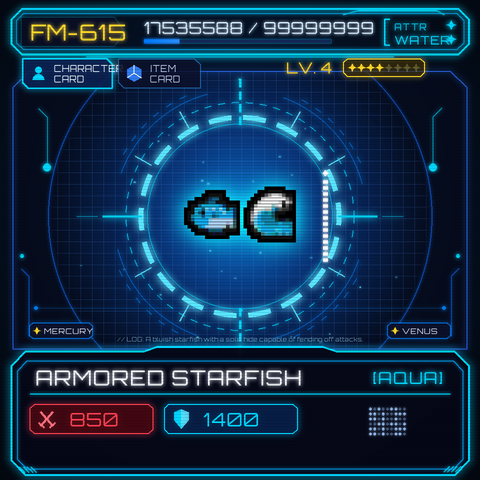 FM-615
17535588 / 99999999
ATTR
WATER
CHARACTER
CARD
ITEM
CARD
LV. 4
MERCURY
VENUS
// LOG: A bluish starfish with a solid hide capable of fending off attacks.
ARMORED STARFISH
[AQUA]
850
1400